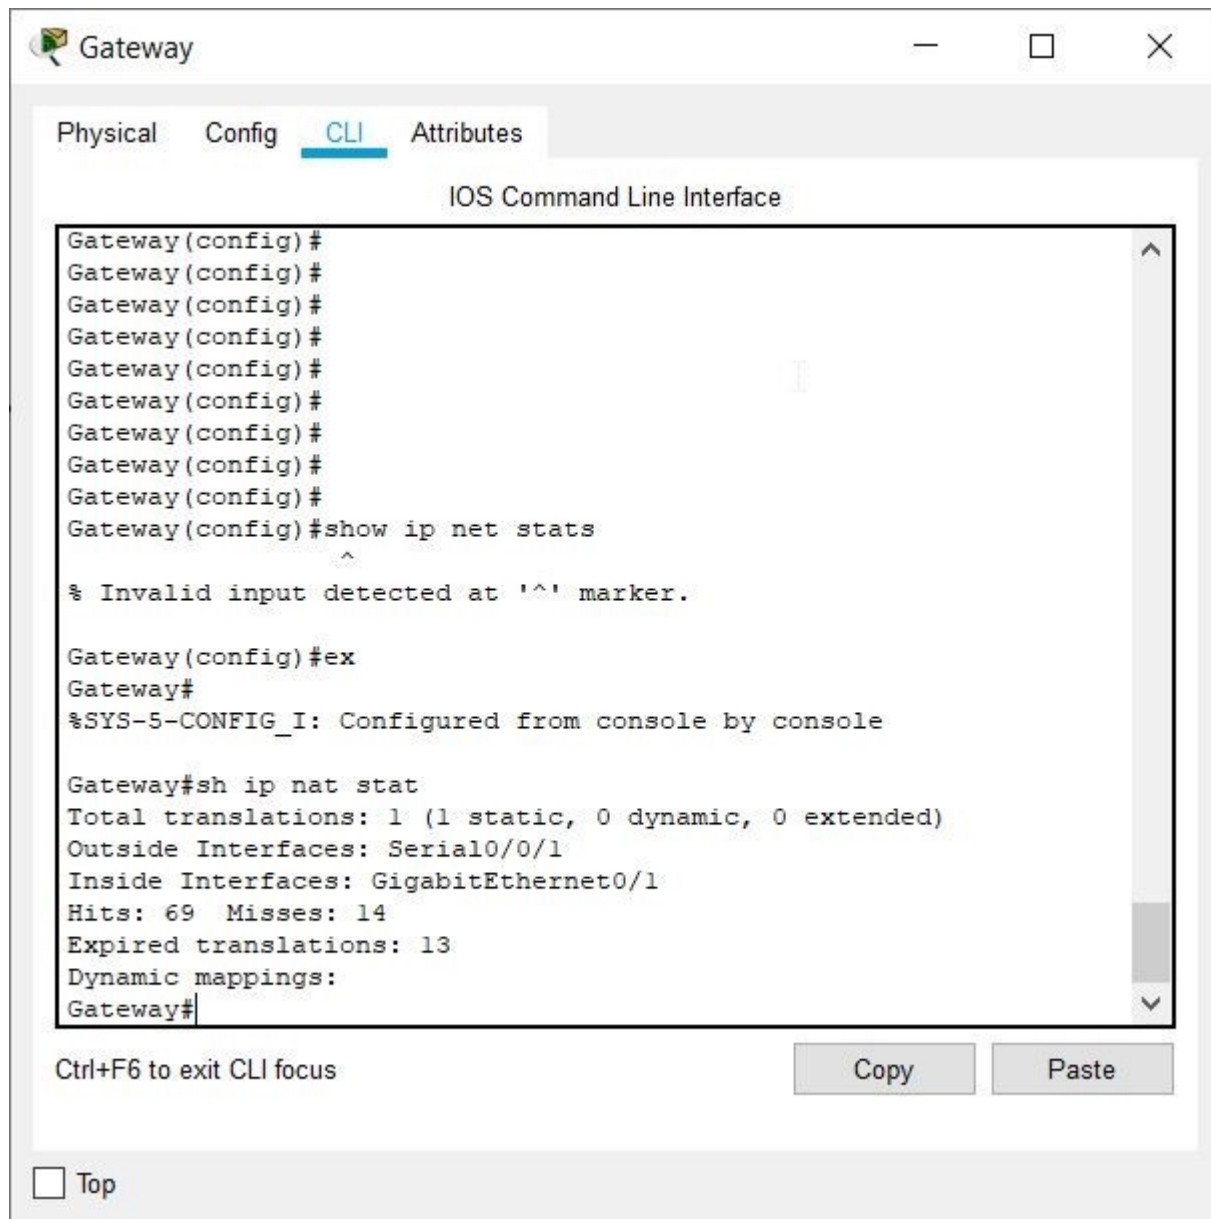 Gateway
Physical Config CLI Attributes
IOS Command Line Interface
Gateway(config)#
Gateway(config)#
Gateway(config)#
Gateway(config)#
Gateway(config)#
Gateway(config)#
Gateway(config)#
Gateway(config)#
Gateway(config)#
Gateway(config)#show ip net stats
^
% Invalid input detected at '^' marker.
Gateway(config)#ex
Gateway#
%SYS-5-CONFIG_I: Configured from console by console
Gateway#sh ip nat stat
Total translations: 1 (1 static, 0 dynamic, 0 extended)
Outside Interfaces: Serial0/0/1
Inside Interfaces: GigabitEthernet0/1
Hits: 69  Misses: 14
Expired translations: 13
Dynamic mappings:
Gateway#
Ctrl+F6 to exit CLI focus
Copy Paste
Top